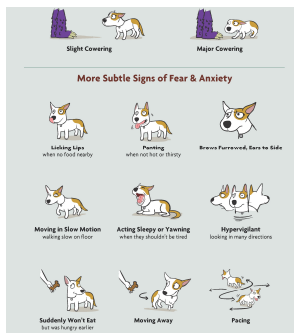 Slight Cowering
Major Cowering
More Subtle Signs of Fear & Anxiety
Licking Lips
when no food nearby
Panting
when not hot or thirsty
Brows Furrowed, Ears to Side
Moving in Slow Motion
walking slow on floor
Acting Sleepy or Yawning
when they shouldn't be tired
Hypervigilant
looking in many directions
Suddenly Won't Eat
but was hungry earlier
Moving Away
Pacing